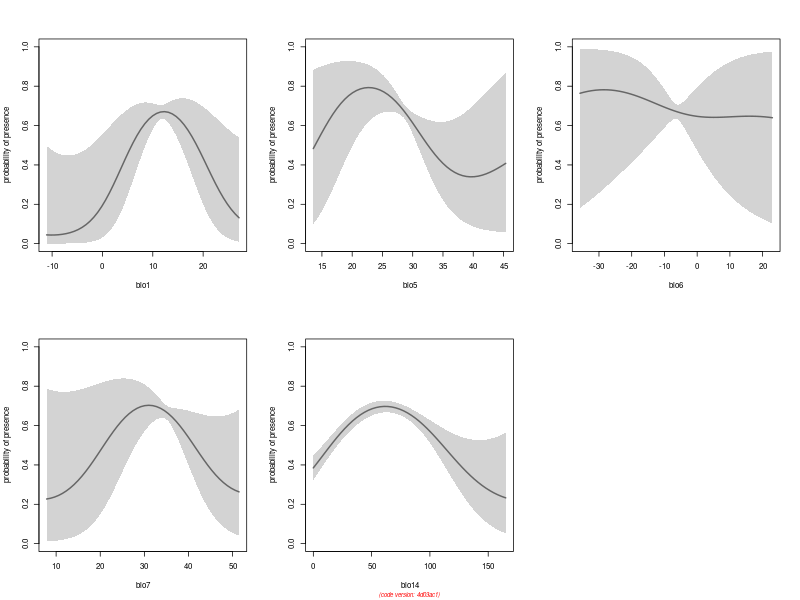 probability of presence
0.0 0.2 0.4 0.6 0.8 1.0
-10 0 10 20
bio1
probability of presence
0.0 0.2 0.4 0.6 0.8 1.0
15 20 25 30 35 40 45
bio5
probability of presence
0.0 0.2 0.4 0.6 0.8 1.0
-30 -20 -10 0 10 20
bio6
probability of presence
0.0 0.2 0.4 0.6 0.8 1.0
10 20 30 40 50
bio7
probability of presence
0.0 0.2 0.4 0.6 0.8 1.0
0 50 100 150
bio14
(code version: 4d03ac1)